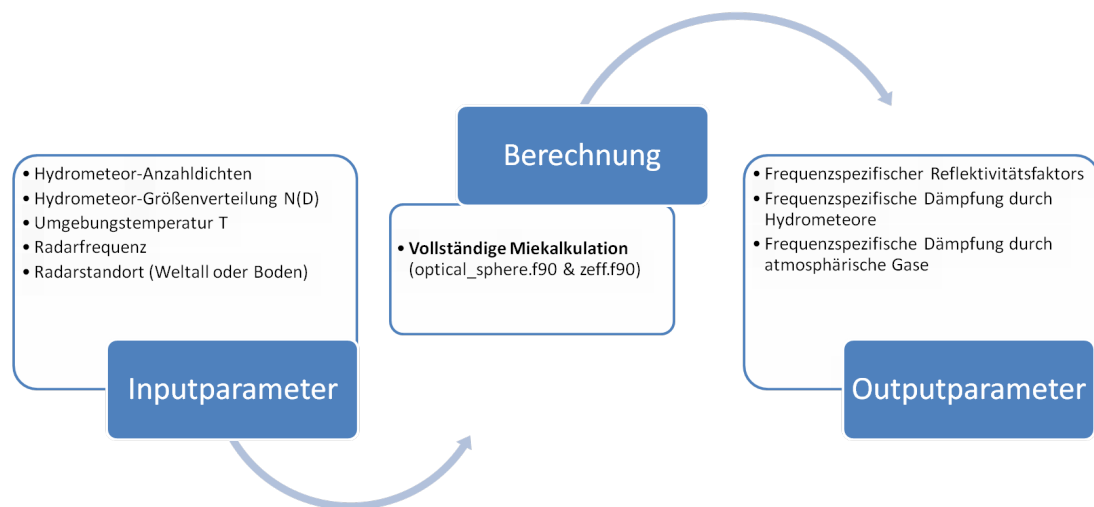 • Hydrometeor-Anzahldichten
• Hydrometeor-Größenverteilung N(D)
• Umgebungstemperatur T
• Radarfrequenz
• Radarstandort (Weltall oder Boden)
Inputparameter
Berechnung
• Vollständige Miekalkulation
(optical_sphere.f90 & zeff.f90)
• Frequenzspezifischer Reflektivitätsfaktors
• Frequenzspezifische Dämpfung durch
Hydrometeore
• Frequenzspezifische Dämpfung durch
atmosphärische Gase
Outputparameter